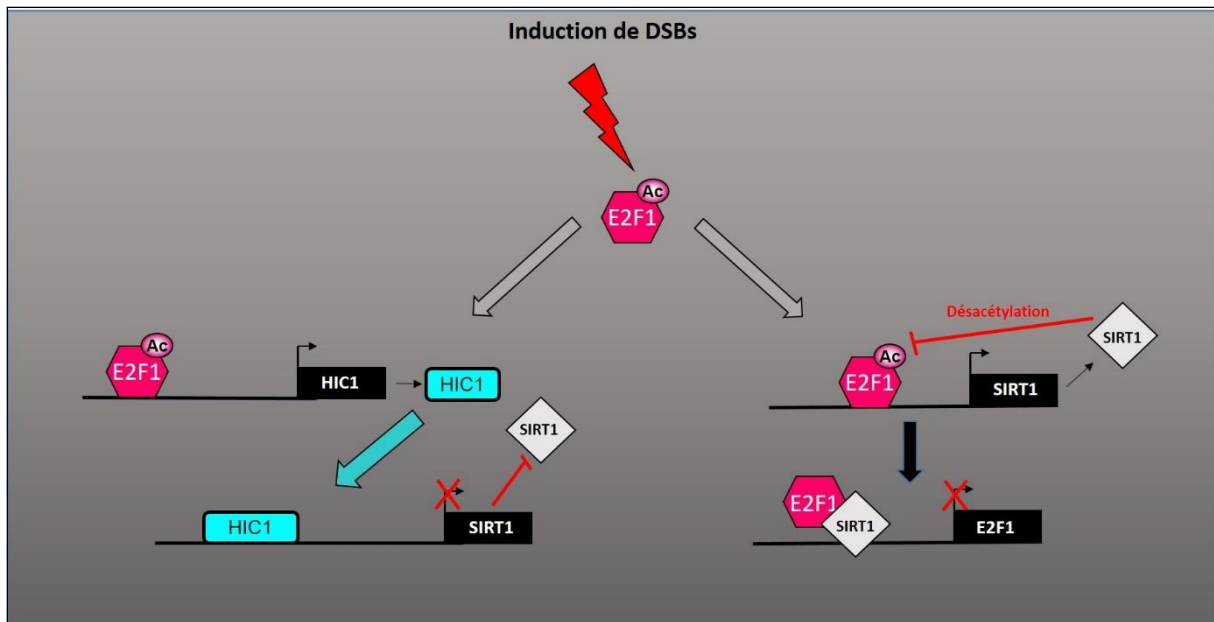 Induction de DSBs
Ac
E2F1
Désacétylation
SIRT1
Ac
E2F1
HIC1
HIC1
SIRT1
Ac
E2F1
SIRT1
HIC1
SIRT1
E2F1
SIRT1
E2F1